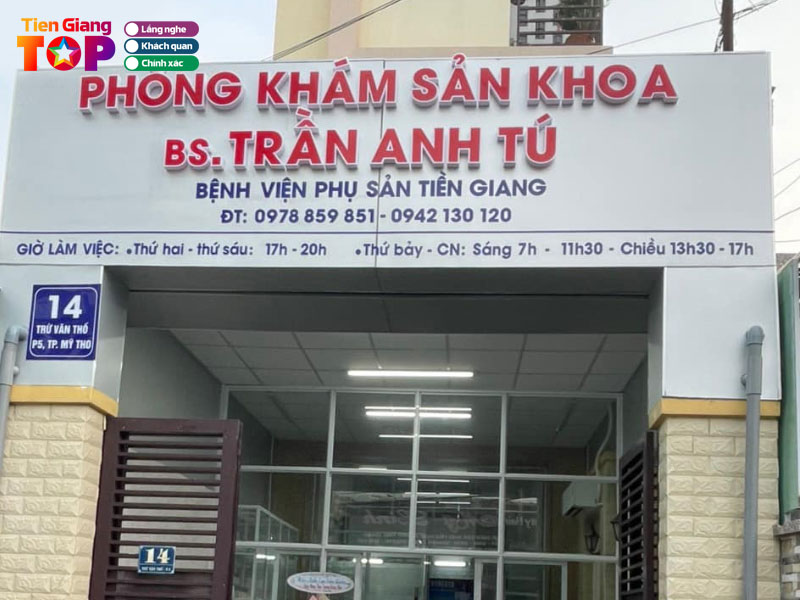 Tien Giang
TOP
Lắng nghe
Khách quan
Chính xác
PHÒNG KHÁM SẢN KHOA
BS. TRẦN ANH TÚ
BỆNH VIỆN PHỤ SẢN TIỀN GIANG
ĐT: 0978 859 851 - 0942 130 120
GIỜ LÀM VIỆC: •Thứ hai - thứ sáu: 17h - 20h •Thứ bảy - CN: Sáng 7h - 11h30 - Chiều 13h30 - 17h
14
TRỪ VĂN THỐ
P5, TP. MỸ THO
14